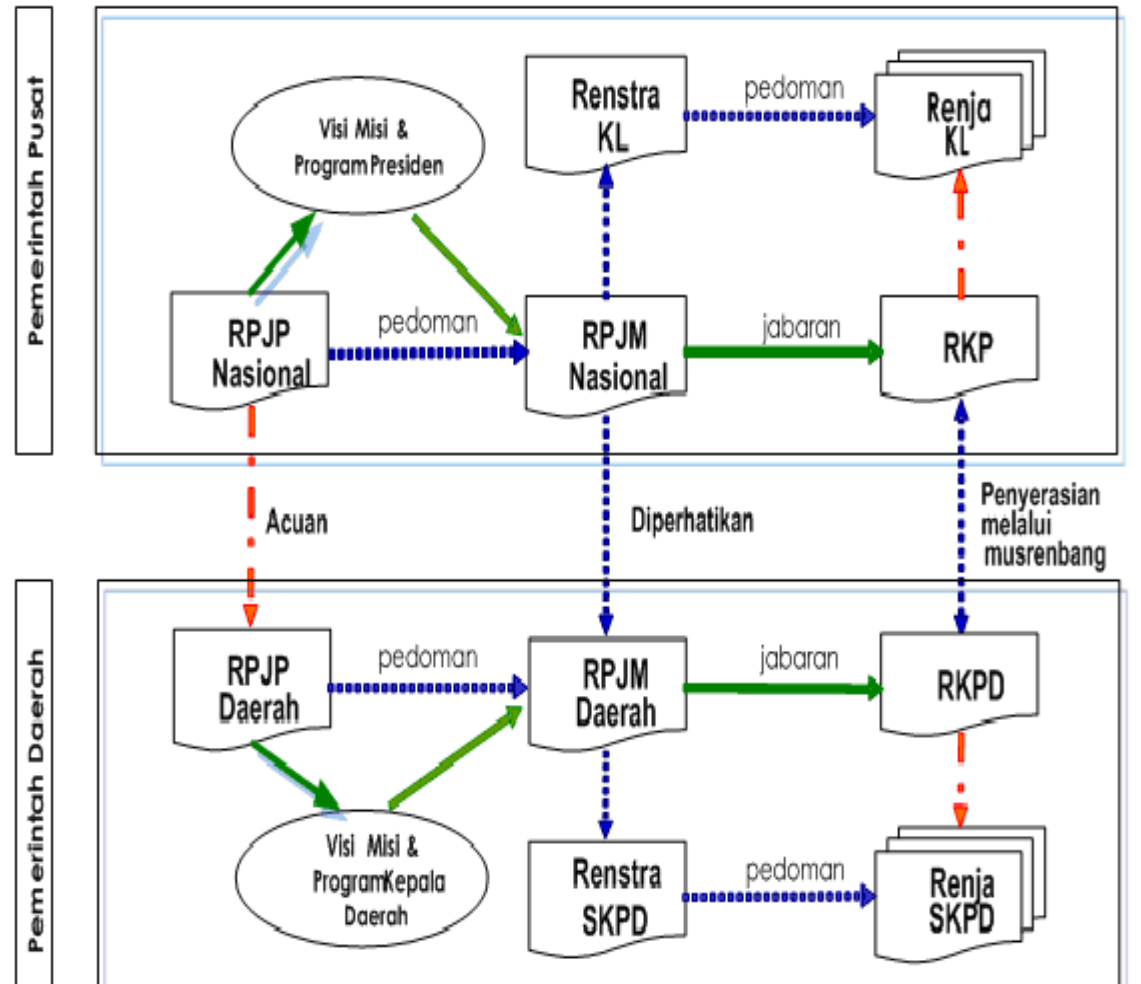 Pemerintah Pusat
Visi Misi &
Program Presiden
Renstra
KL
pedoman
Renja
KL
RPJP
Nasional
pedoman
RPJM
Nasional
jabaran
RKP
Acuan
Diperhatikan
Penyerasian
melalui
musrenbang
Pemerintah Daerah
RPJP
Daerah
pedoman
RPJM
Daerah
jabaran
RKPD
Visi Misi &
ProgramKepala
Daerah
Renstra
SKPD
pedoman
Renja
SKPD